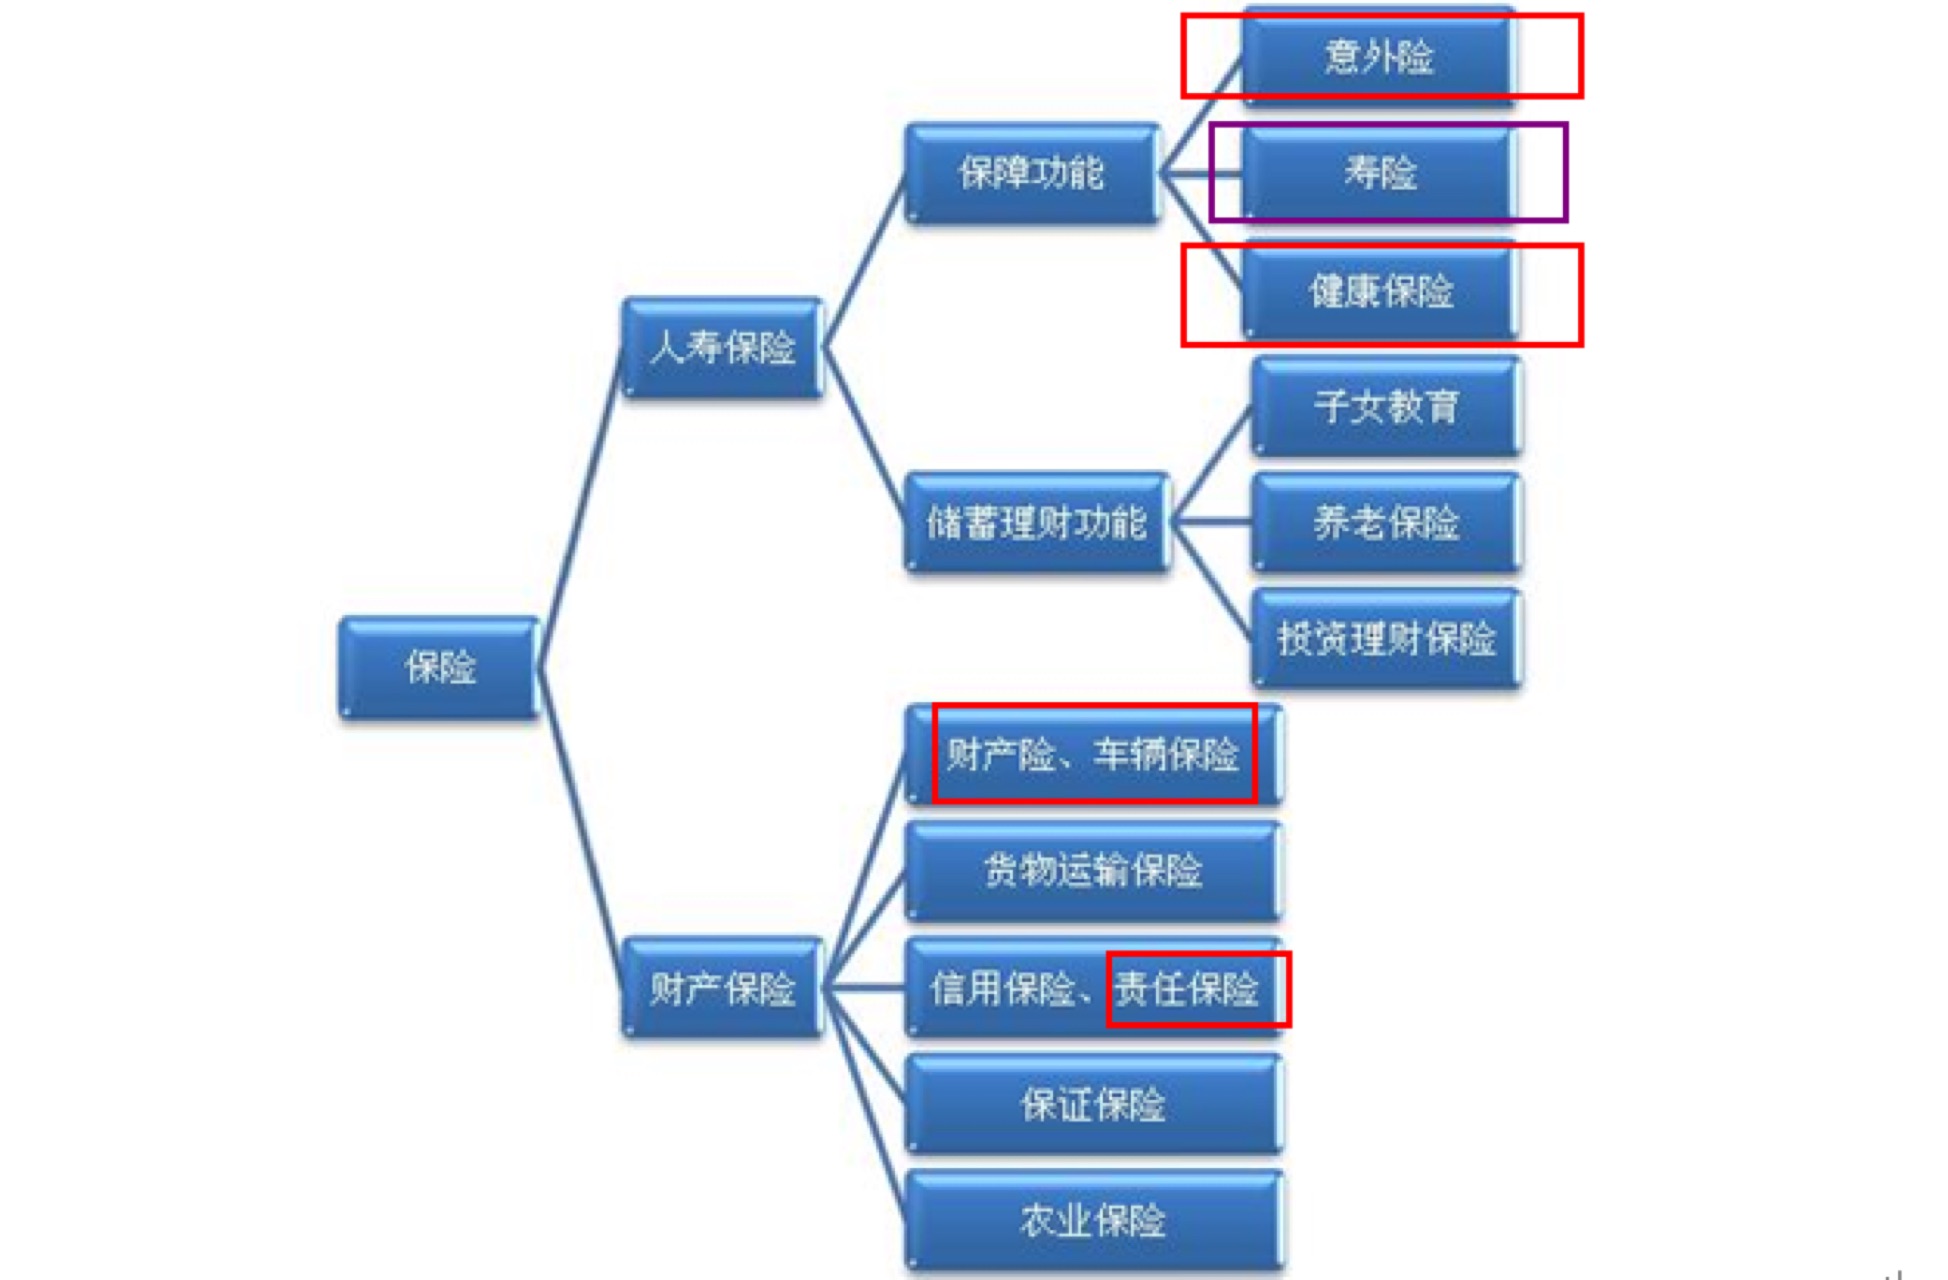 意外险
保障功能
寿险
健康保险
人寿保险
子女教育
储蓄理财功能
养老保险
投资理财保险
保险
财产险、车辆保险
货物运输保险
财产保险
信用保险、责任保险
保证保险
农业保险